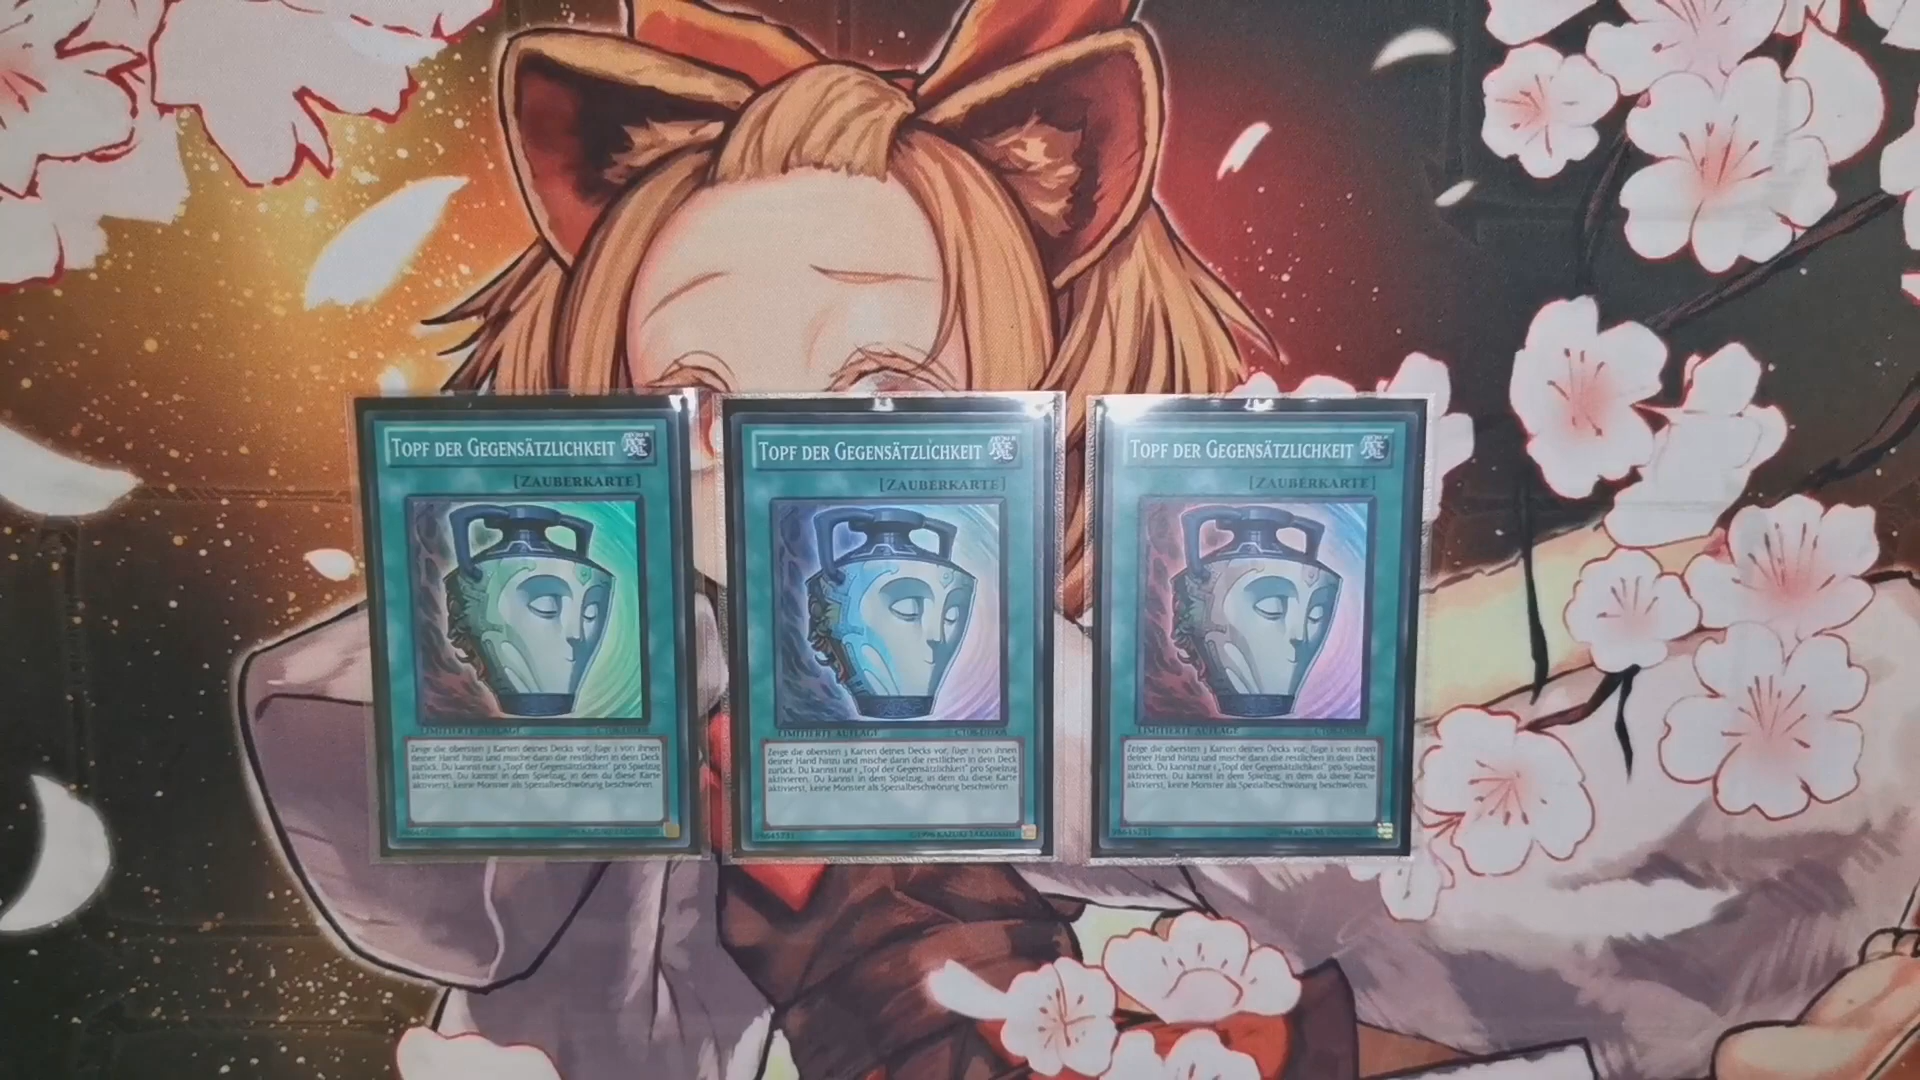 TOPF DER GEGENSÄTZLICHKEIT
[ZAUBERKARTE]
LIMITIERTE AUFLAGE
Zeige die obersten 3 Karten deines Decks vor, füge 1 von ihnen
deiner Hand hinzu und mische dann die restlichen in dein Deck
zurück. Du kannst nur 1 „Topf der Gegensätzlichkeit" pro Spielzug
aktivieren. Du kannst in dem Spielzug, in dem du diese Karte
aktivierst, keine Monster als Spezialbeschwörung beschwören.
TOPF DER GEGENSÄTZLICHKEIT
[ZAUBERKARTE]
LIMITIERTE AUFLAGE
Zeige die obersten 3 Karten deines Decks vor, füge 1 von ihnen
deiner Hand hinzu und mische dann die restlichen in dein Deck
zurück. Du kannst nur 1 „Topf der Gegensätzlichkeit" pro Spielzug
aktivieren. Du kannst in dem Spielzug, in dem du diese Karte
aktivierst, keine Monster als Spezialbeschwörung beschwören.
©1996 KAZUKI TAKAHASHI
TOPF DER GEGENSÄTZLICHKEIT
[ZAUBERKARTE]
LIMITIERTE AUFLAGE
Zeige die obersten 3 Karten deines Decks vor, füge 1 von ihnen
deiner Hand hinzu und mische dann die restlichen in dein Deck
zurück. Du kannst nur 1 „Topf der Gegensätzlichkeit" pro Spielzug
aktivieren. Du kannst in dem Spielzug, in dem du diese Karte
aktivierst, keine Monster als Spezialbeschwörung beschwören.